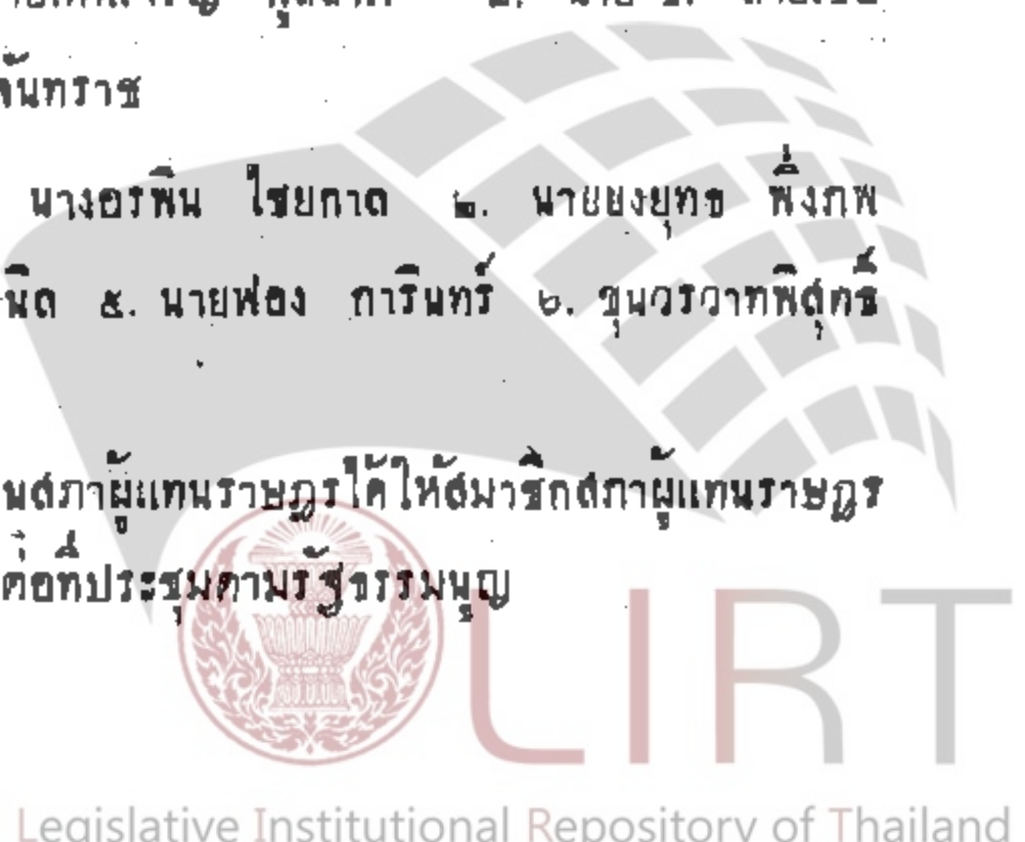 จันทราช
นางอรพิน ไชยกาล ๒. นายยงยุทธ พึ่งภพ
นิต ๕. นายฟอง การินทร์ ๖. ขุนวรวาทพิสุทธิ์
นสภาผู้แทนราษฎรได้ให้สมาชิกสภาผู้แทนราษฎร
ต่อที่ประชุมตามรัฐธรรมนูญ
LIRT
Legislative Institutional Repository of Thailand